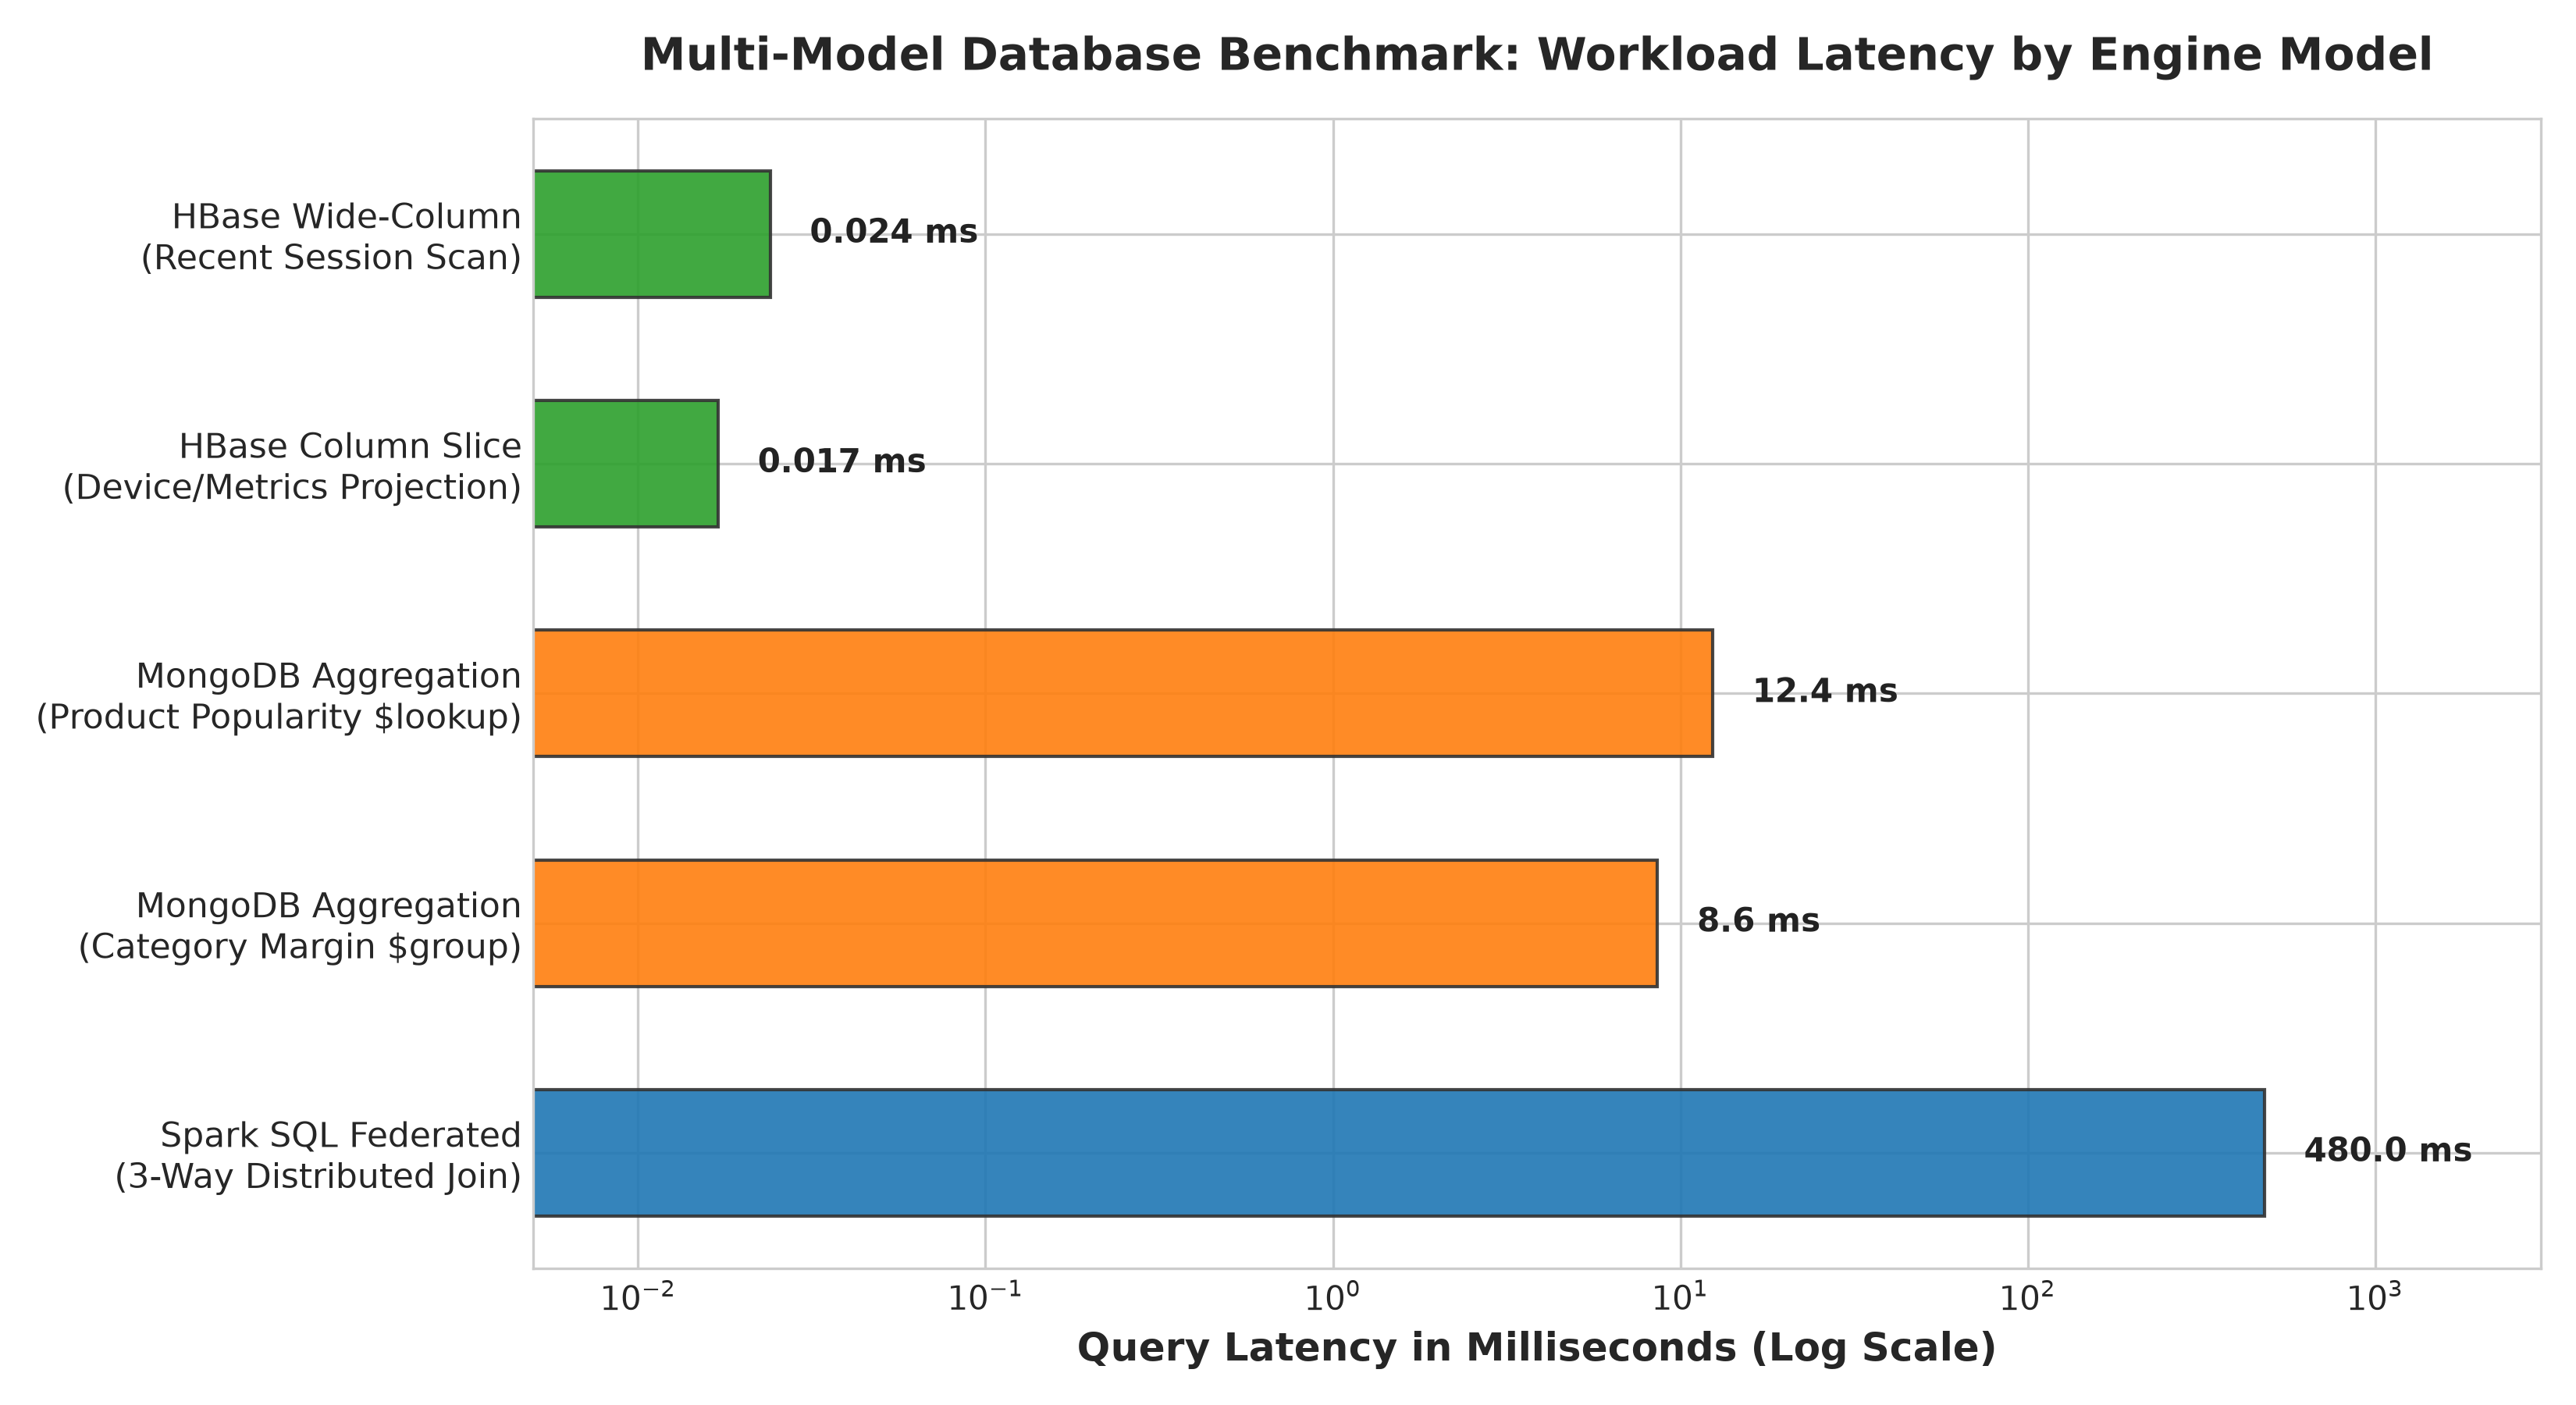 Multi-Model Database Benchmark: Workload Latency by Engine Model
HBase Wide-Column
(Recent Session Scan)
0.024 ms
HBase Column Slice
(Device/Metrics Projection)
0.017 ms
MongoDB Aggregation
(Product Popularity $lookup)
12.4 ms
MongoDB Aggregation
(Category Margin $group)
8.6 ms
Spark SQL Federated
(3-Way Distributed Join)
480.0 ms
10⁻² 10⁻¹ 10⁰ 10¹ 10² 10³
Query Latency in Milliseconds (Log Scale)